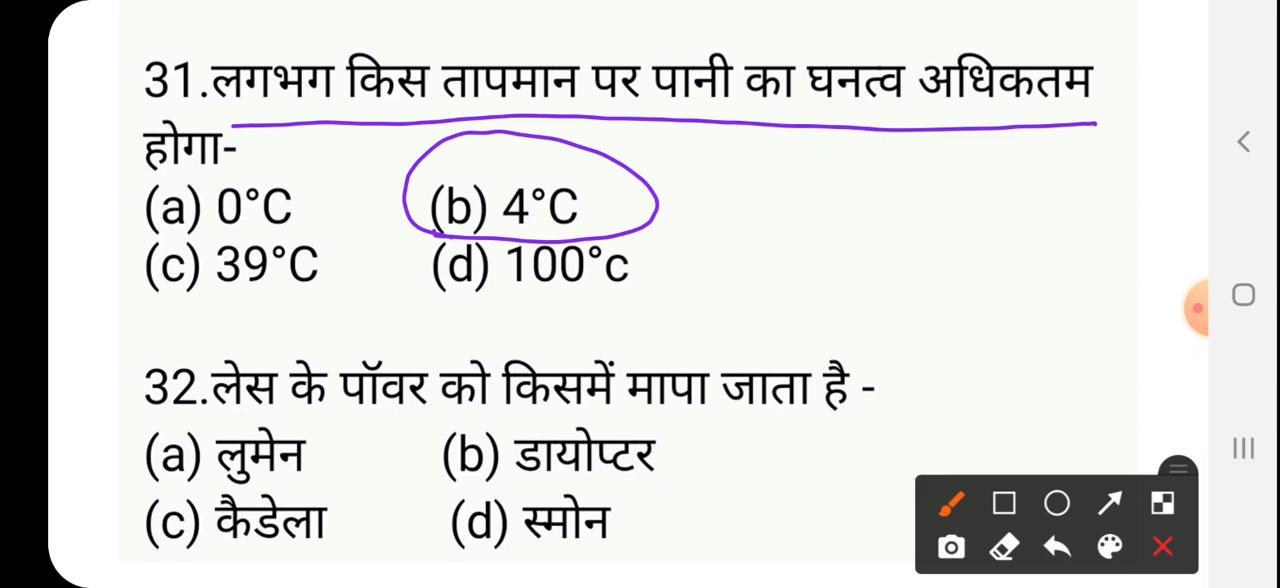 31.लगभग किस तापमान पर पानी का घनत्व अधिकतम
होगा-
(a) 0°C (b) 4°C
(c) 39°C (d) 100°c
32.लेस के पॉवर को किसमें मापा जाता है -
(a) लुमेन (b) डायोप्टर
(c) कैडेला (d) स्मोन